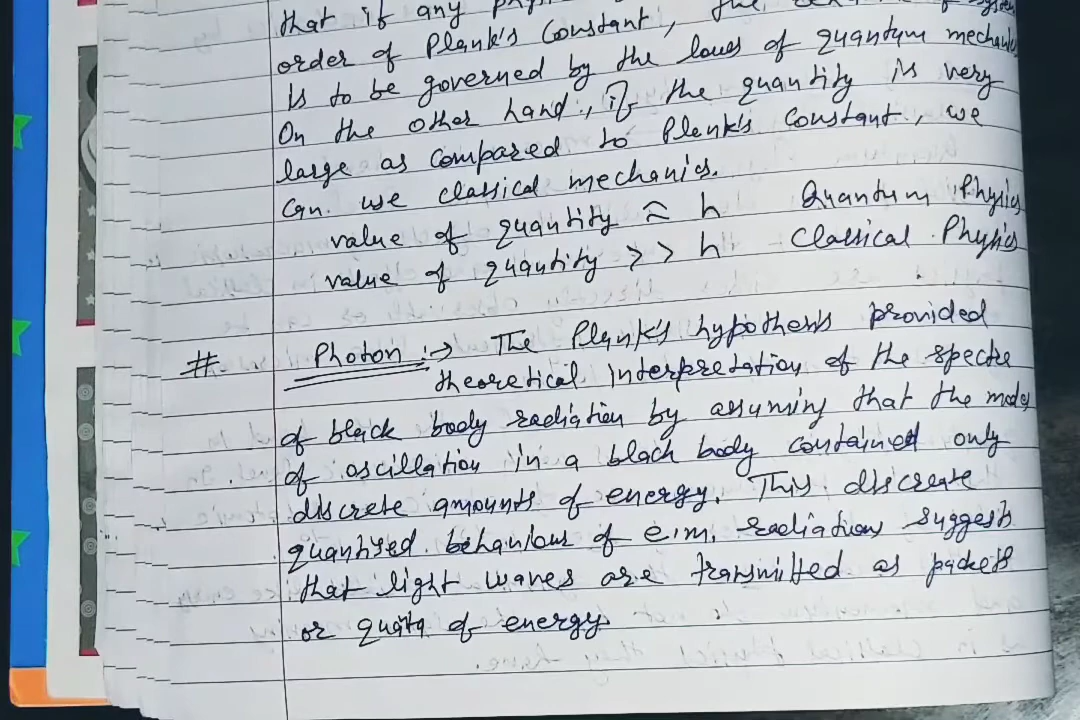 that if any
order of Plank's Constant, the
is to be governed by the laws of quantum mechanics
On the other hand, if the quantity is very
large as compared to Plank's constant, we
can use classical mechanics.
value of quantity ≈ h Quantum Physics
value of quantity >> h Classical Physics
# Photon :→ The Plank's hypothesis provided
theoretical interpretation of the spectra
of black body radiation by assuming that the modes
of oscillation in a black body contained only
discrete amounts of energy. This discreate
quantised behaviour of e.m. radiation suggests
that light waves are transmitted as packets
or quata of energy.